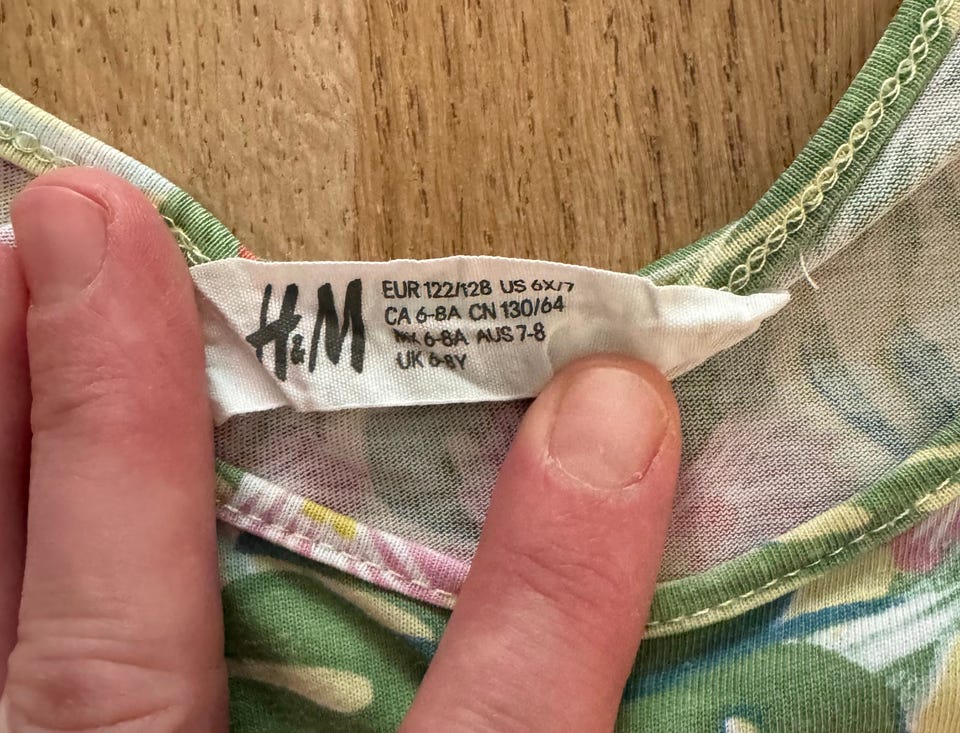 H&M
EUR 122/128 US 6X/7
CA 6-8A CN 130/64
MX 6-8A AUS 7-8
UK 6-8Y